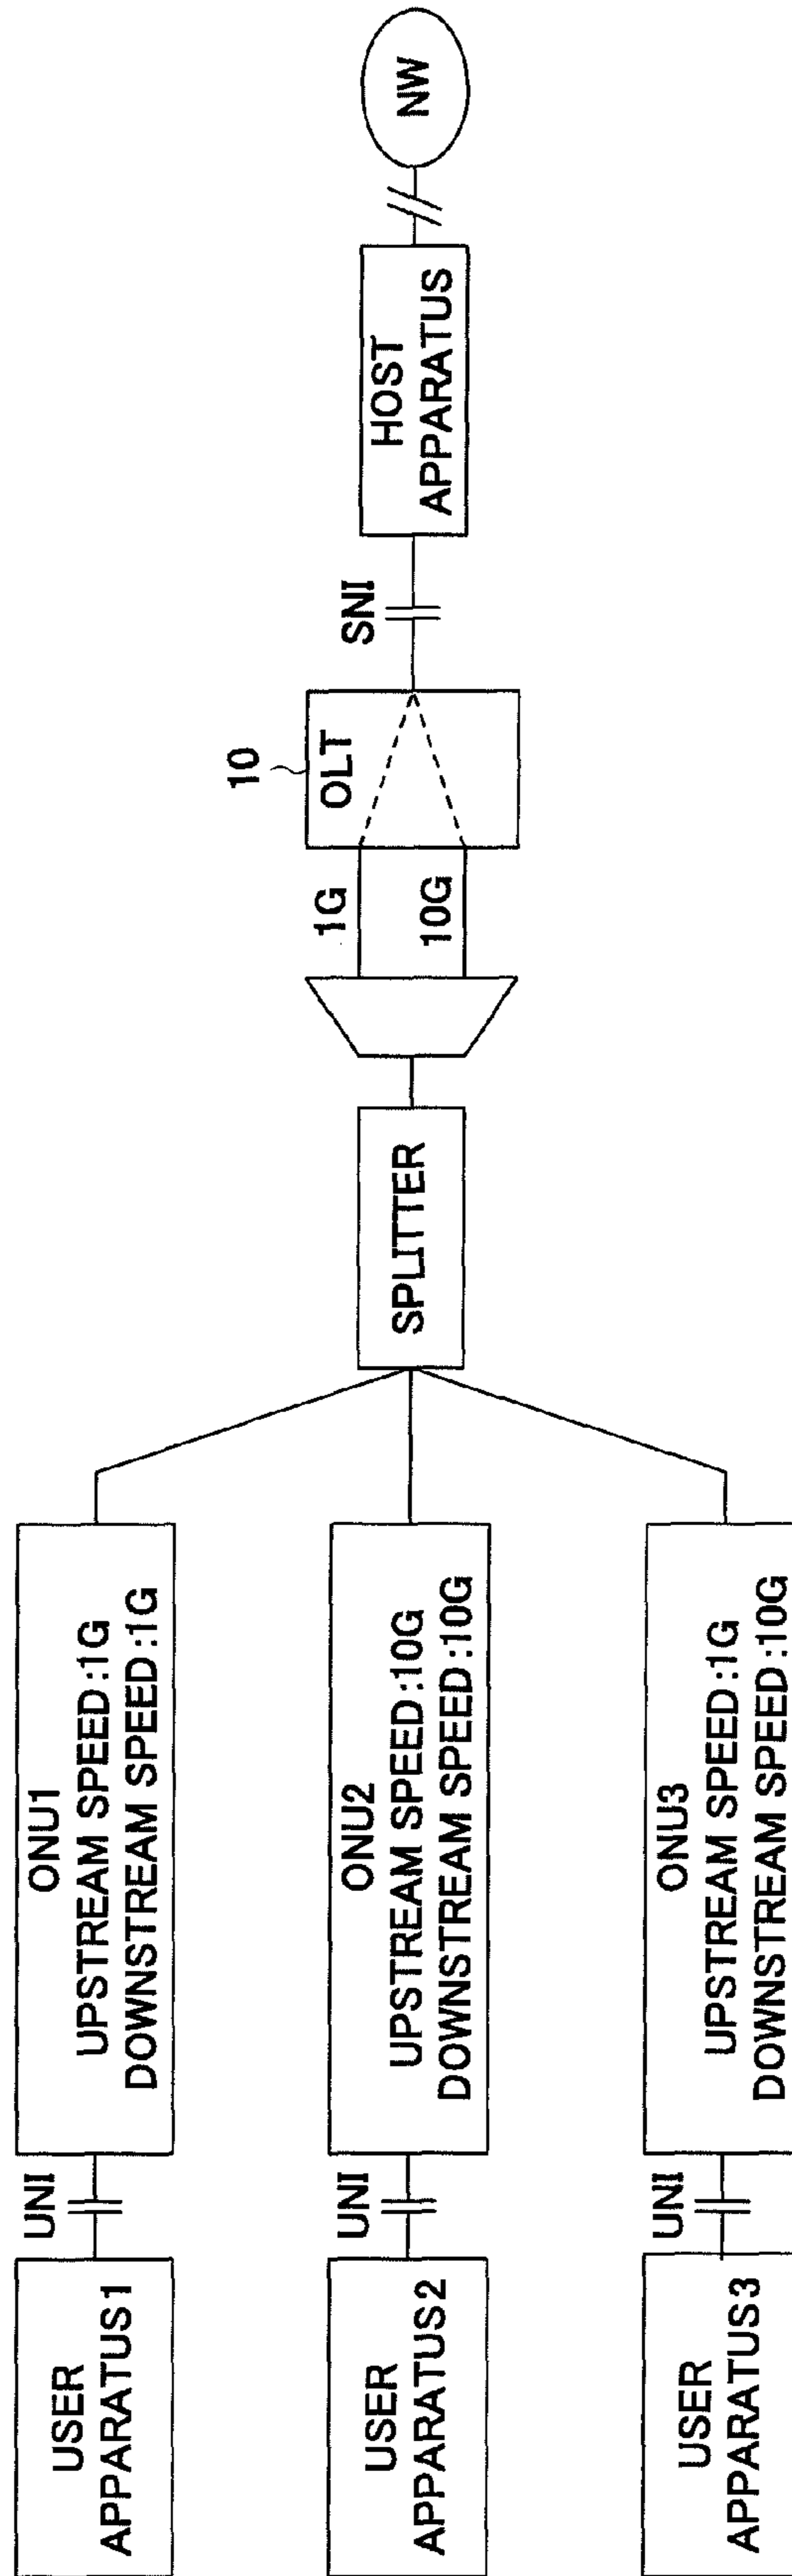 USER
APPARATUS1
UNI
ONU1
UPSTREAM SPEED:1G
DOWNSTREAM SPEED:1G
USER
APPARATUS2
UNI
ONU2
UPSTREAM SPEED:10G
DOWNSTREAM SPEED:10G
USER
APPARATUS3
UNI
ONU3
UPSTREAM SPEED:1G
DOWNSTREAM SPEED:10G
SPLITTER
1G
10G
10
OLT
SNI
HOST
APPARATUS
NW